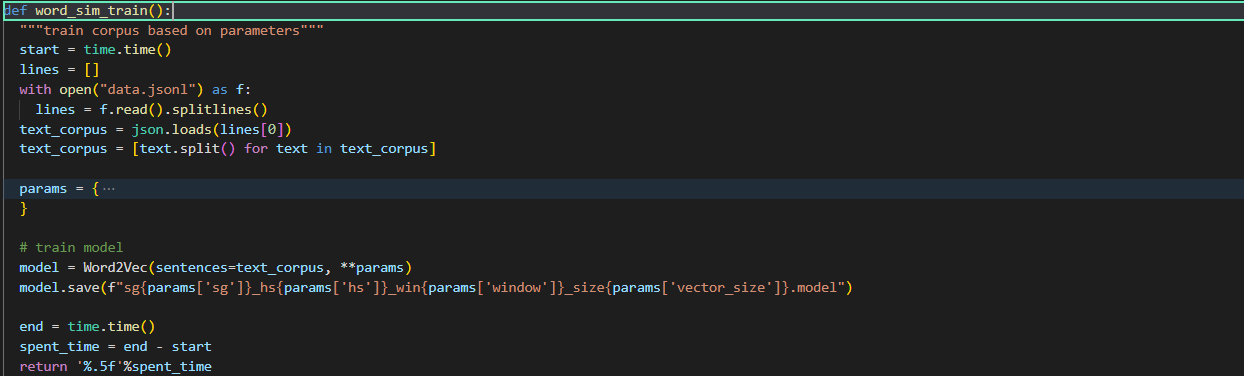 def word_sim_train():
  """train corpus based on parameters"""
  start = time.time()
  lines = []
  with open("data.jsonl") as f:
    lines = f.read().splitlines()
  text_corpus = json.loads(lines[0])
  text_corpus = [text.split() for text in text_corpus]
  params = {···
  }
  # train model
  model = Word2Vec(sentences=text_corpus, **params)
  model.save(f"sg{params['sg']}_hs{params['hs']}_win{params['window']}_size{params['vector_size']}.model")
  end = time.time()
  spent_time = end - start
  return '%.5f'%spent_time